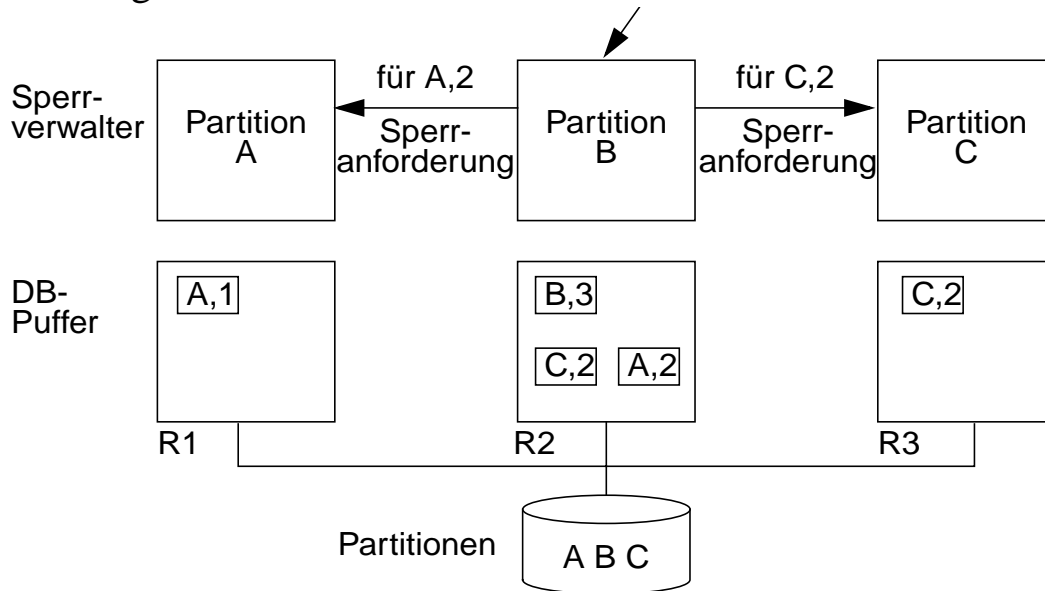 Sperr-
verwalter
Partition
A
für A,2
Sperr-
anforderung
Partition
B
für C,2
Sperr-
anforderung
Partition
C
DB-
Puffer
A,1
B,3
C,2 A,2
C,2
R1
R2
R3
Partitionen
A B C